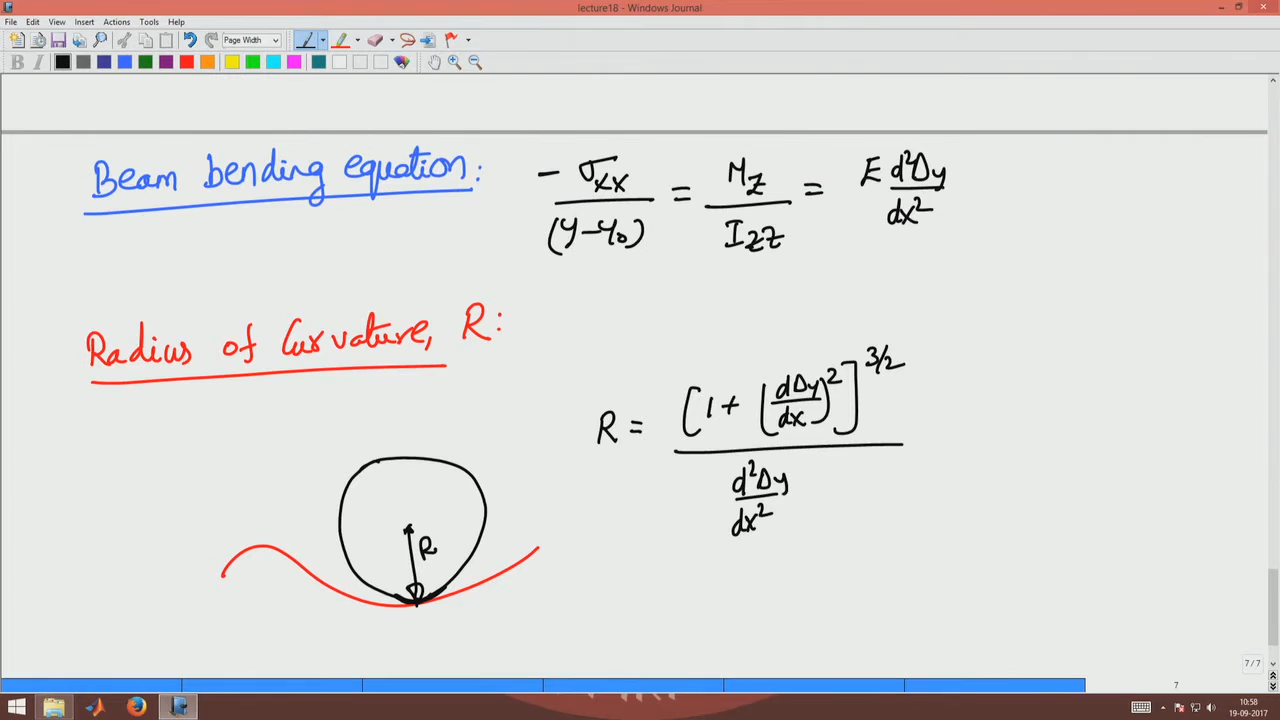 lecture18 - Windows Journal
File Edit View Insert Actions Tools Help
Page Width
B I
Beam bending equation: - σxx / (y-y₀) = Mz / Izz = E d²Δy / dx²
Radius of Curvature, R:
R = [1 + (dΔy/dx)²]^3/2 / d²Δy/dx²
R
7/7
7
10:58
19-09-2017